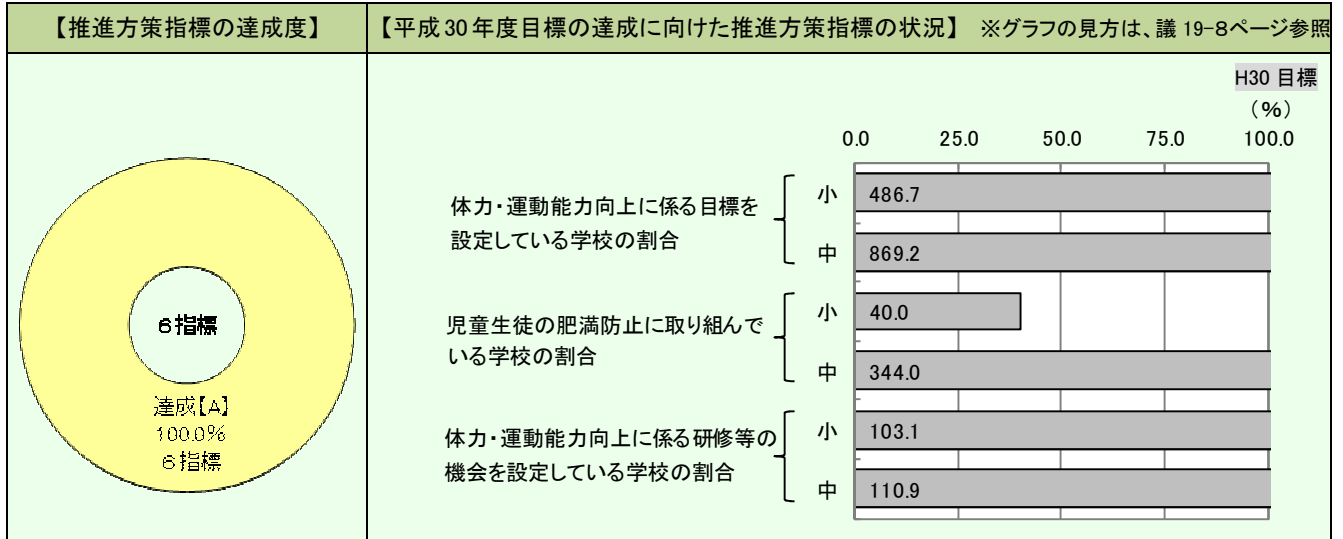 【推進方策指標の達成度】
【平成30年度目標の達成に向けた推進方策指標の状況】 ※グラフの見方は、議19-8ページ参照
6指標
達成【A】
100.0%
6指標
H30 目標
(%)
0.0 25.0 50.0 75.0 100.0
体力・運動能力向上に係る目標を
設定している学校の割合
小 486.7
中 869.2
児童生徒の肥満防止に取り組んで
いる学校の割合
小 40.0
中 344.0
体力・運動能力向上に係る研修等の
機会を設定している学校の割合
小 103.1
中 110.9